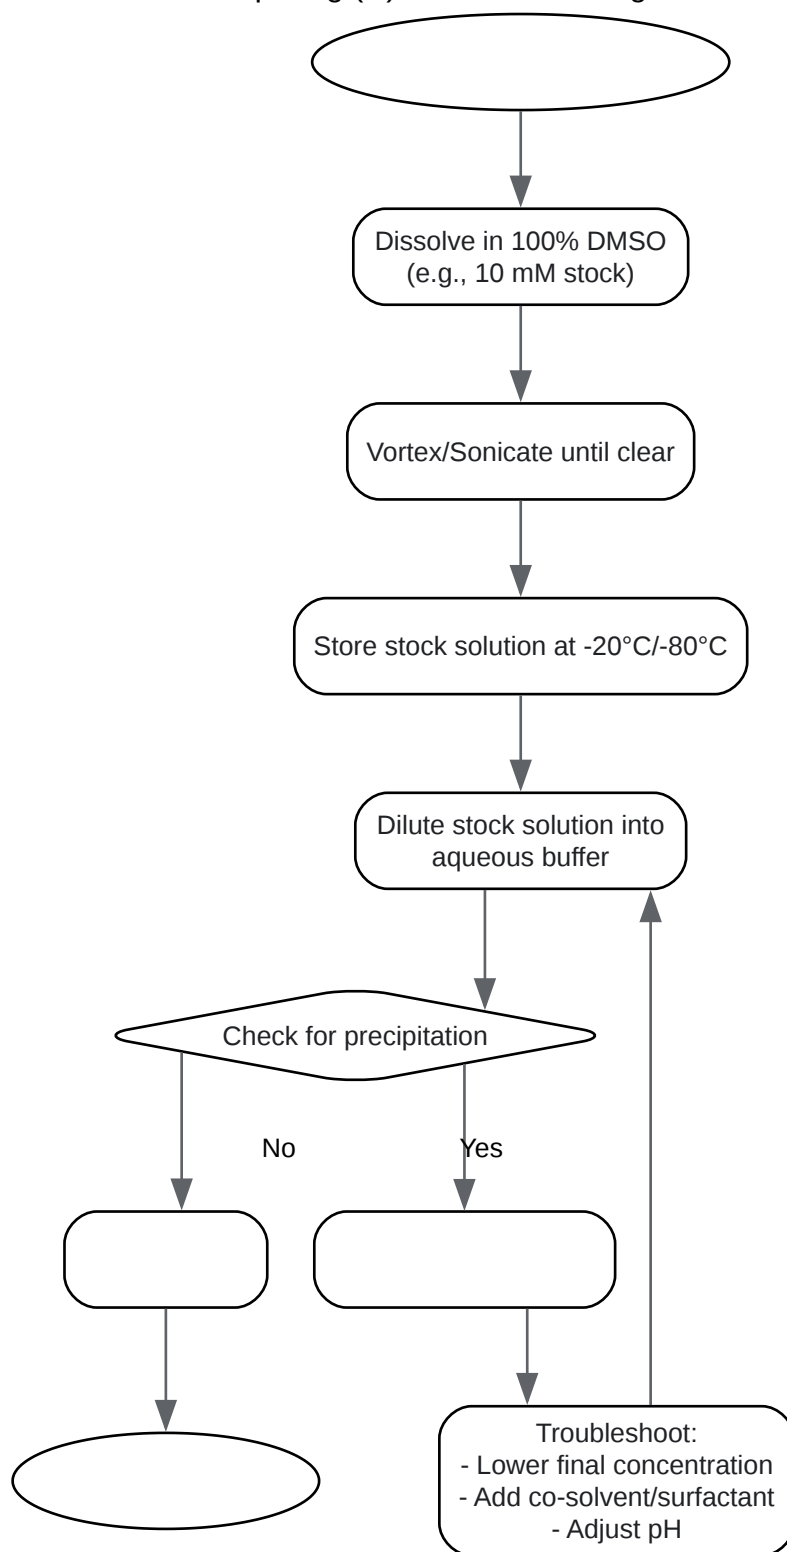 Dissolve in 100% DMSO
(e.g., 10 mM stock)
Vortex/Sonicate until clear
Store stock solution at -20°C/-80°C
Dilute stock solution into
aqueous buffer
Check for precipitation
No
Yes
Troubleshoot:
- Lower final concentration
- Add co-solvent/surfactant
- Adjust pH